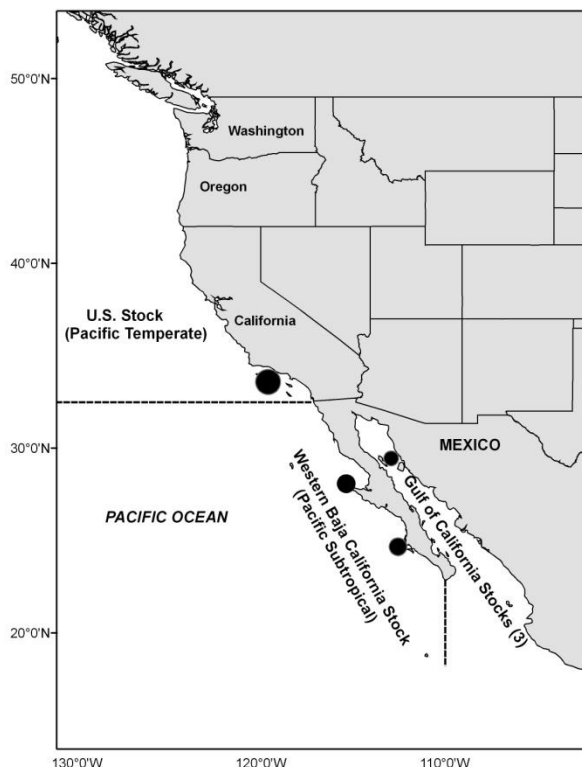 50°0'N
Washington
Oregon
40°0'N
U.S. Stock
(Pacific Temperate)
California
30°0'N
MEXICO
PACIFIC OCEAN
Western Baja California Stock
(Pacific Subtropical)
Gulf of California Stocks (3)
20°0'N
130°0'W
120°0'W
110°0'W